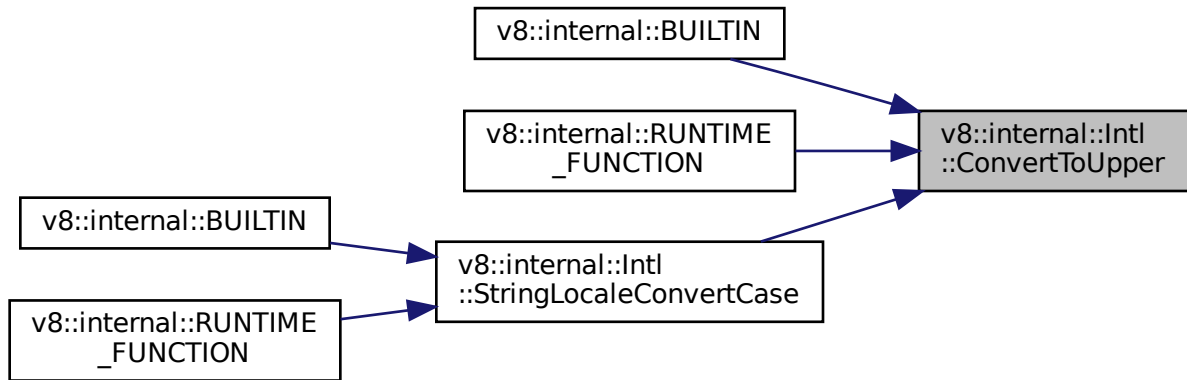 v8::internal::BUILTIN
v8::internal::RUNTIME
_FUNCTION
v8::internal::Intl
::ConvertToUpper
v8::internal::BUILTIN
v8::internal::RUNTIME
_FUNCTION
v8::internal::Intl
::StringLocaleConvertCase